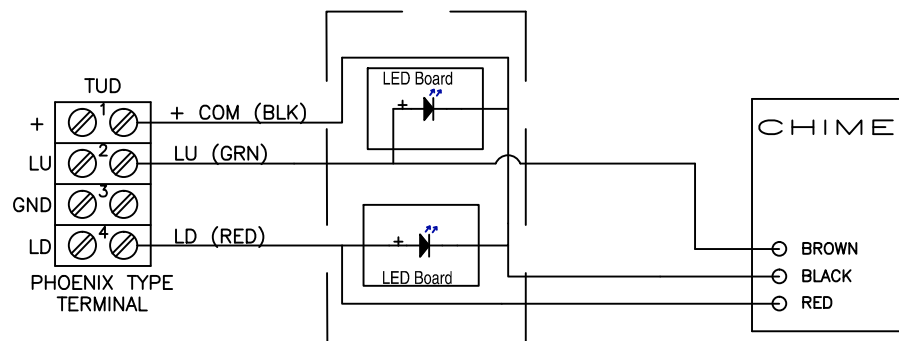 TUD
+ 1 + COM (BLK)
LU 2 LU (GRN)
GND 3
LD 4 LD (RED)
PHOENIX TYPE
TERMINAL
LED Board
+
+
LED Board
CHIME
BROWN
BLACK
RED